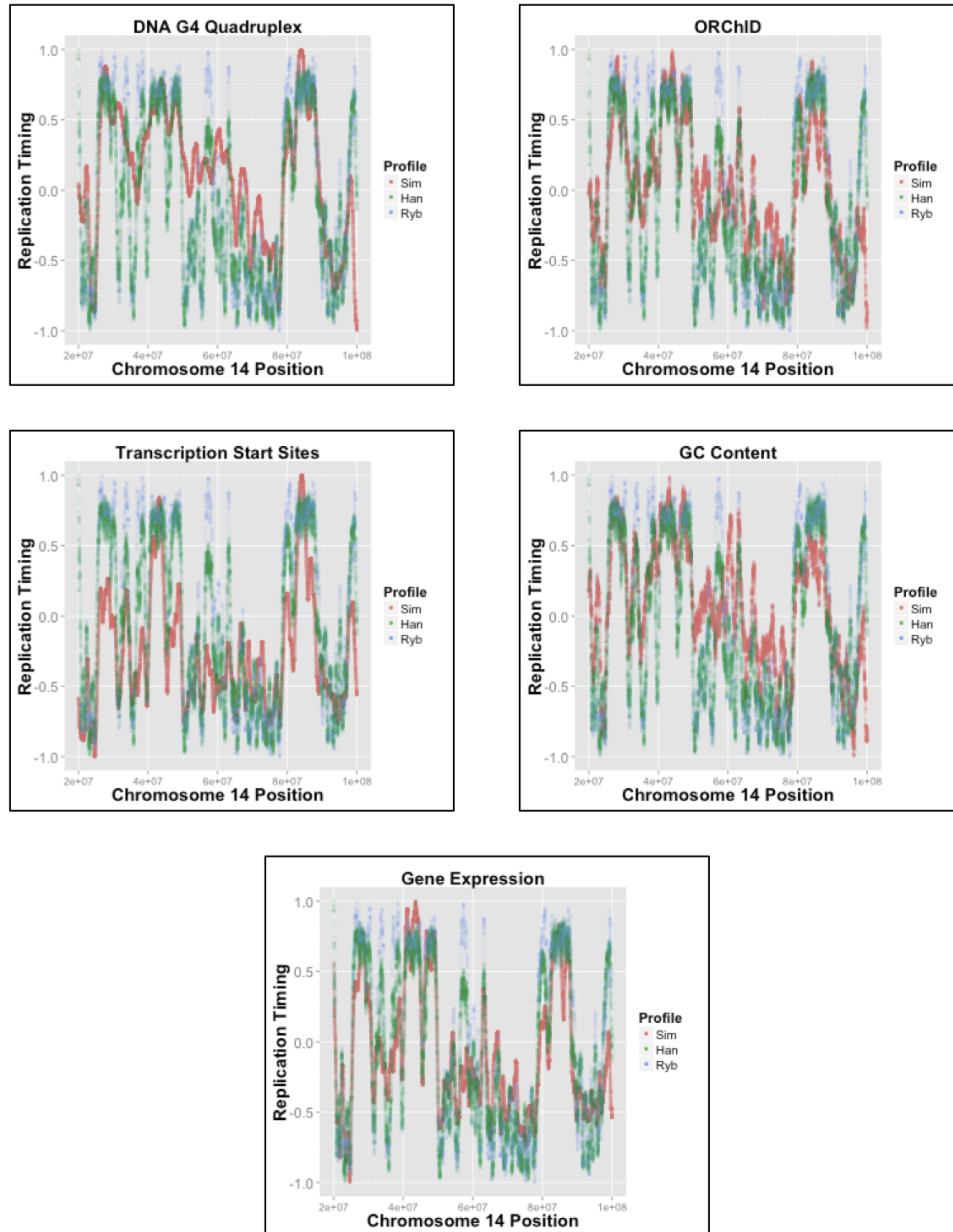 DNA G4 Quadruplex
1.0
0.5
0.0
-0.5
-1.0
Replication Timing
2e+07 4e+07 6e+07 8e+07 1e+08
Chromosome 14 Position
Profile
Sim
Han
Ryb
ORChID
1.0
0.5
0.0
-0.5
-1.0
Replication Timing
2e+07 4e+07 6e+07 8e+07 1e+08
Chromosome 14 Position
Profile
Sim
Han
Ryb
Transcription Start Sites
1.0
0.5
0.0
-0.5
-1.0
Replication Timing
2e+07 4e+07 6e+07 8e+07 1e+08
Chromosome 14 Position
Profile
Sim
Han
Ryb
GC Content
1.0
0.5
0.0
-0.5
-1.0
Replication Timing
2e+07 4e+07 6e+07 8e+07 1e+08
Chromosome 14 Position
Profile
Sim
Han
Ryb
Gene Expression
1.0
0.5
0.0
-0.5
-1.0
Replication Timing
2e+07 4e+07 6e+07 8e+07 1e+08
Chromosome 14 Position
Profile
Sim
Han
Ryb